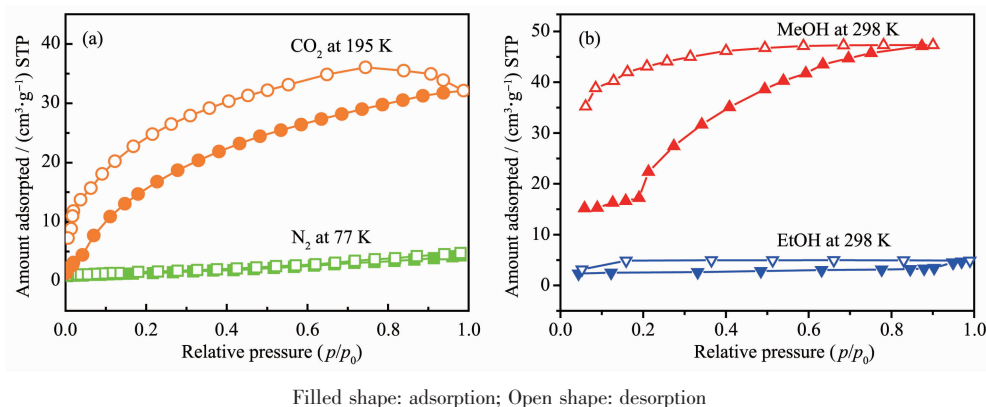 (a)
CO₂ at 195 K
N₂ at 77 K
40
30
20
10
0
0.0 0.2 0.4 0.6 0.8 1.0
Amount adsorpted / (cm³·g⁻¹) STP
Relative pressure (p/p₀)
(b)
MeOH at 298 K
EtOH at 298 K
50
40
30
20
10
0
0.0 0.2 0.4 0.6 0.8 1.0
Amount adsorpted / (cm³·g⁻¹) STP
Relative pressure (p/p₀)
Filled shape: adsorption; Open shape: desorption